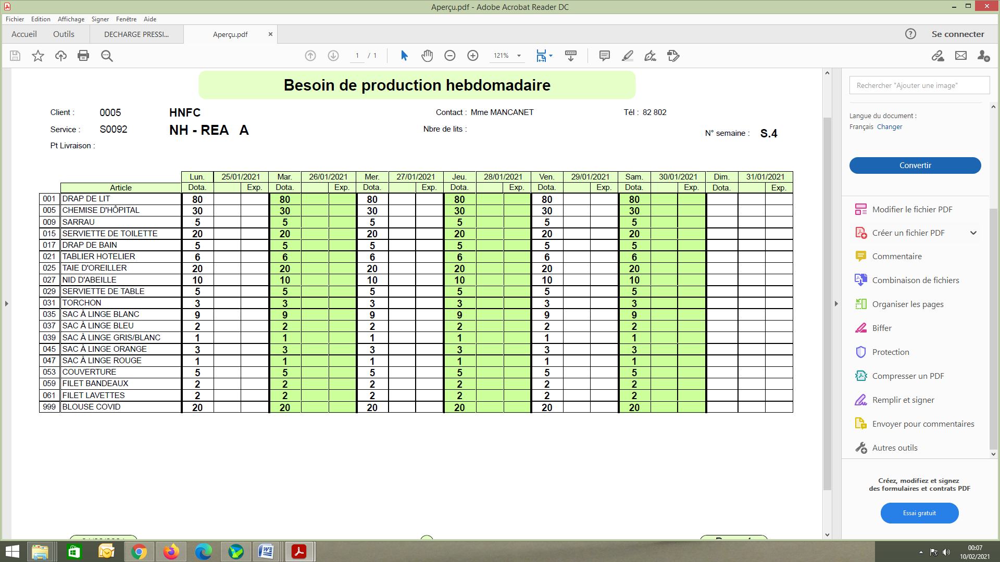 Aperçu.pdf - Adobe Acrobat Reader DC
Fichier Edition Affichage Signer Fenêtre Aide
Accueil Outils DECHARGE PRESSI... Aperçu.pdf × ? Se connecter
1 / 1 121%
Besoin de production hebdomadaire
Client : 0005 HNFC Contact : Mme MANCANET Tél : 82 802
Service : S0092 NH - REA A Nbre de lits : N° semaine : S.4
Pt Livraison :
Lun. 25/01/2021 Mar. 26/01/2021 Mer. 27/01/2021 Jeu. 28/01/2021 Ven. 29/01/2021 Sam. 30/01/2021 Dim. 31/01/2021
Article Dota. Exp. Dota. Exp. Dota. Exp. Dota. Exp. Dota. Exp. Dota. Exp. Dota. Exp.
001 DRAP DE LIT 80 80 80 80 80 80
005 CHEMISE D'HÔPITAL 30 30 30 30 30 30
009 SARRAU 5 5 5 5 5 5
015 SERVIETTE DE TOILETTE 20 20 20 20 20 20
017 DRAP DE BAIN 5 5 5 5 5 5
021 TABLIER HOTELIER 6 6 6 6 6 6
025 TAIE D'OREILLER 20 20 20 20 20 20
027 NID D'ABEILLE 10 10 10 10 10 10
029 SERVIETTE DE TABLE 5 5 5 5 5 5
031 TORCHON 3 3 3 3 3 3
035 SAC À LINGE BLANC 9 9 9 9 9 9
037 SAC À LINGE BLEU 2 2 2 2 2 2
039 SAC À LINGE GRIS/BLANC 1 1 1 1 1 1
045 SAC À LINGE ORANGE 3 3 3 3 3 3
047 SAC À LINGE ROUGE 1 1 1 1 1 1
053 COUVERTURE 5 5 5 5 5 5
059 FILET BANDEAUX 2 2 2 2 2 2
061 FILET LAVETTES 2 2 2 2 2 2
999 BLOUSE COVID 20 20 20 20 20 20
Rechercher "Ajouter une image"
Langue du document :
Français Changer
Convertir
Modifier le fichier PDF
Créer un fichier PDF
Commentaire
Combinaison de fichiers
Organiser les pages
Biffer
Protection
Compresser un PDF
Remplir et signer
Envoyer pour commentaires
Autres outils
Créez, modifiez et signez
des formulaires et contrats PDF
Essai gratuit
00:07
10/02/2021